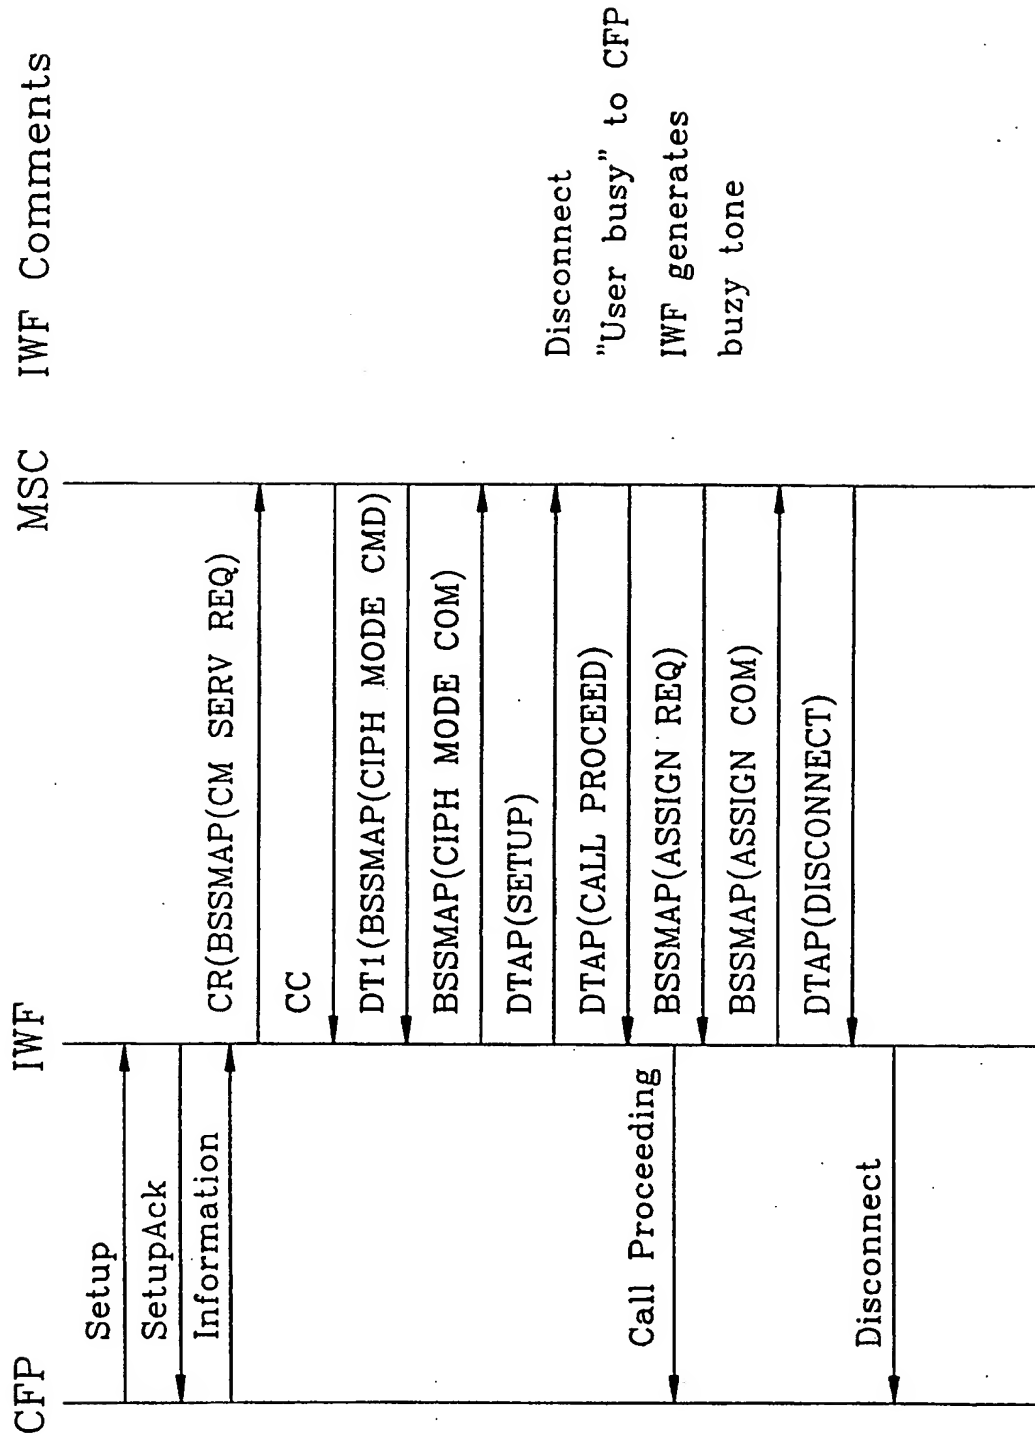 CFP
IWF
MSC
IWF Comments
Setup
SetupAck
Information
CR(BSSMAP(CM SERV REQ)
CC
DT1(BSSMAP(CIPH MODE CMD)
BSSMAP(CIPH MODE COM)
DTAP(SETUP)
DTAP(CALL PROCEED)
Call Proceeding
BSSMAP(ASSIGN REQ)
BSSMAP(ASSIGN COM)
DTAP(DISCONNECT)
Disconnect
Disconnect
"User busy" to CFP
IWF generates
buzy tone